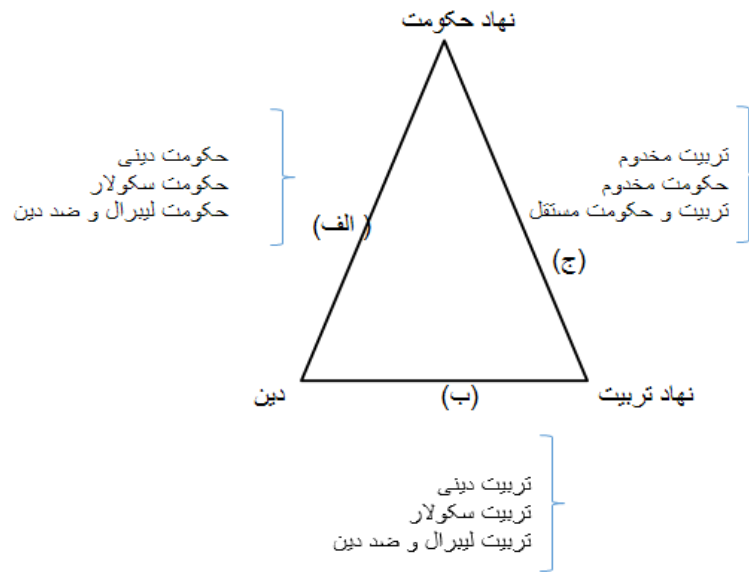 نهاد حکومت
تربیت مخدوم
حکومت مخدوم
تربیت و حکومت مستقل
(ج)
حکومت دینی
حکومت سکولار
حکومت لیبرال و ضد دین
(الف)
نهاد تربیت
(ب)
دین
تربیت دینی
تربیت سکولار
تربیت لیبرال و ضد دین